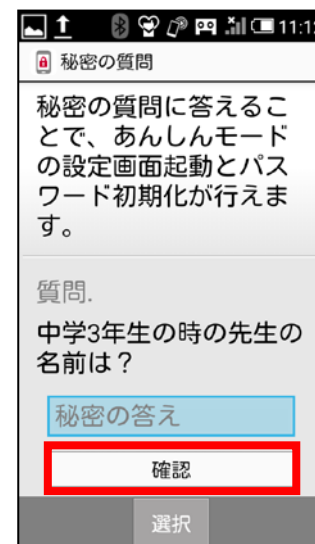 11:1
秘密の質問
秘密の質問に答えるこ
とで、あんしんモード
の設定画面起動とパス
ワード初期化が行えま
す。
質問.
中学3年生の時の先生の
名前は？
秘密の答え
確認
選択